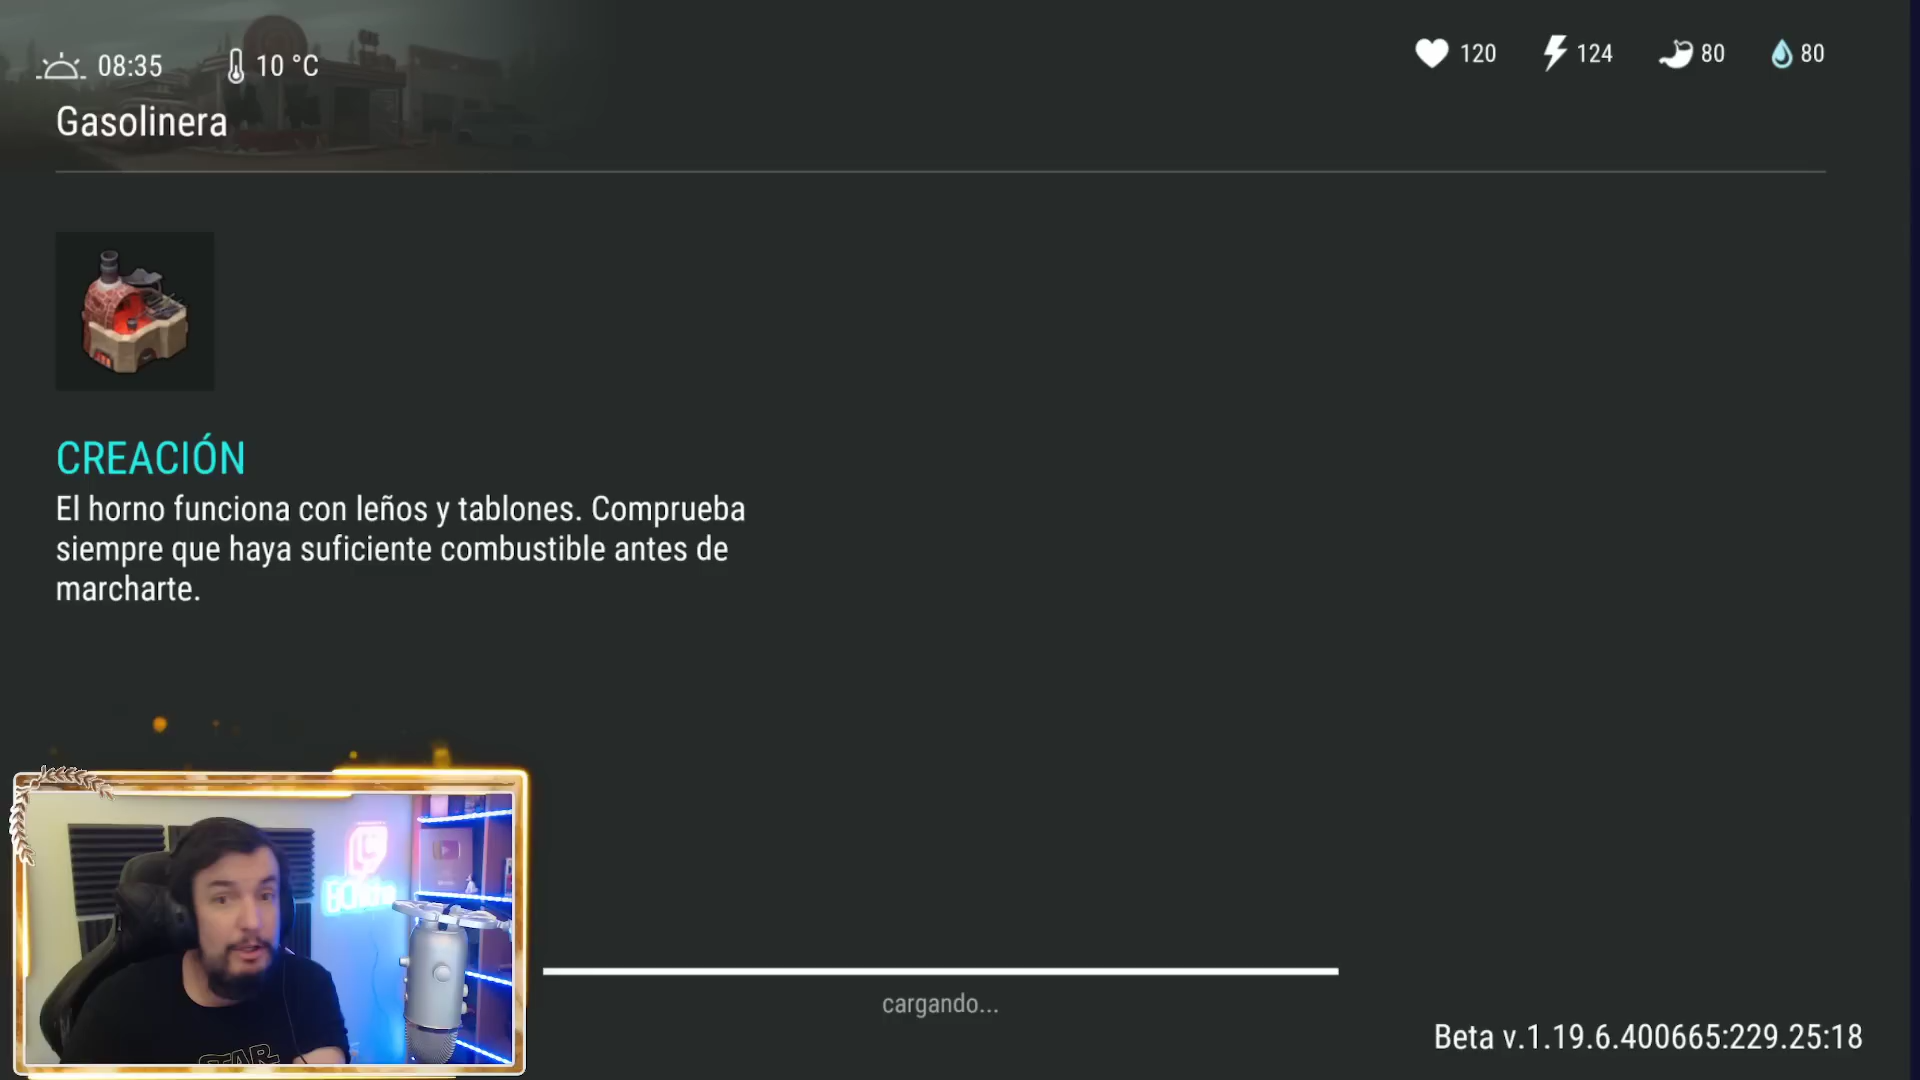 08:35
10 °C
120
124
80
80
Gasolinera
CREACIÓN
El horno funciona con leños y tablones. Comprueba
siempre que haya suficiente combustible antes de
marcharte.
STAR
cargando...
Beta v.1.19.6.400665:229.25:18